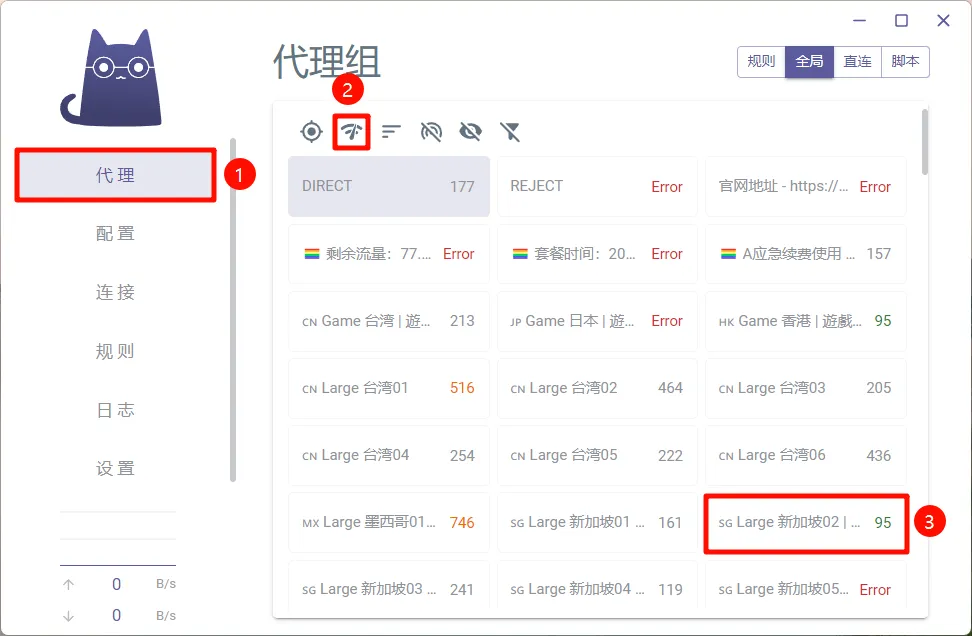 代理组
规则 全局 直连 脚本
2
代理
1
配置
连接
规则
日志
设置
↑ 0 B/s
↓ 0 B/s
DIRECT 177
REJECT Error
官网地址 - https://... Error
剩余流量：77.... Error
套餐时间：20... Error
A应急续费使用 ... 157
CN Game 台湾 | 遊... 213
JP Game 日本 | 遊... Error
HK Game 香港 | 遊戲... 95
CN Large 台湾01 516
CN Large 台湾02 464
CN Large 台湾03 205
CN Large 台湾04 254
CN Large 台湾05 222
CN Large 台湾06 436
MX Large 墨西哥01... 746
SG Large 新加坡01 ... 161
SG Large 新加坡02 | ... 95
3
SG Large 新加坡03 ... 241
SG Large 新加坡04 ... 119
SG Large 新加坡05... Error